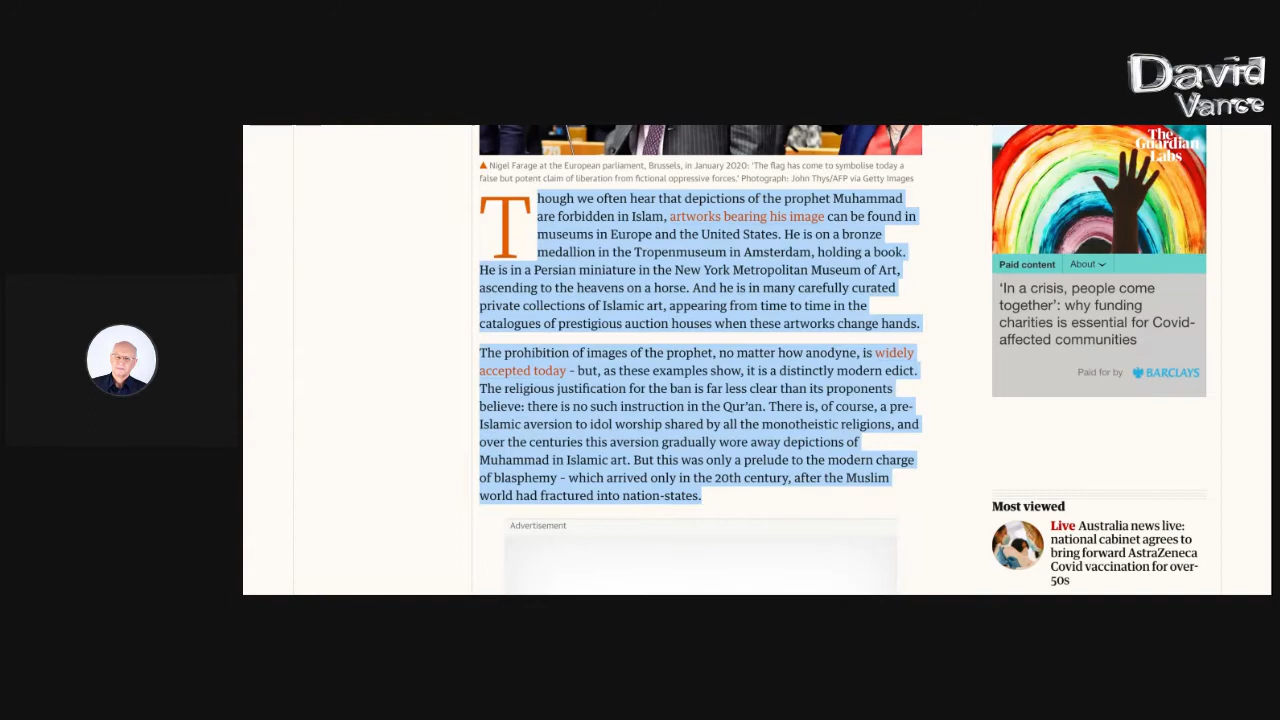 David
Vance
▲ Nigel Farage at the European parliament, Brussels, in January 2020: 'The flag has come to symbolise today a
false but potent claim of liberation from fictional oppressive forces.' Photograph: John Thys/AFP via Getty Images
Though we often hear that depictions of the prophet Muhammad
are forbidden in Islam, artworks bearing his image can be found in
museums in Europe and the United States. He is on a bronze
medallion in the Tropenmuseum in Amsterdam, holding a book.
He is in a Persian miniature in the New York Metropolitan Museum of Art,
ascending to the heavens on a horse. And he is in many carefully curated
private collections of Islamic art, appearing from time to time in the
catalogues of prestigious auction houses when these artworks change hands.
The prohibition of images of the prophet, no matter how anodyne, is widely
accepted today – but, as these examples show, it is a distinctly modern edict.
The religious justification for the ban is far less clear than its proponents
believe: there is no such instruction in the Qur'an. There is, of course, a pre-
Islamic aversion to idol worship shared by all the monotheistic religions, and
over the centuries this aversion gradually wore away depictions of
Muhammad in Islamic art. But this was only a prelude to the modern charge
of blasphemy – which arrived only in the 20th century, after the Muslim
world had fractured into nation-states.
Advertisement
The
Guardian
Labs
Paid content
About
'In a crisis, people come
together': why funding
charities is essential for Covid-
affected communities
Paid for by
BARCLAYS
Most viewed
Live Australia news live:
national cabinet agrees to
bring forward AstraZeneca
Covid vaccination for over-
50s